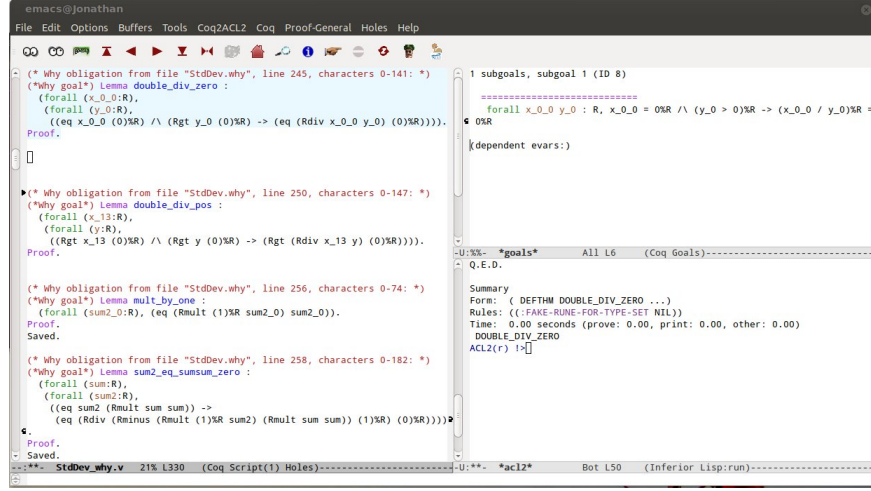 emacs@Jonathan
File Edit Options Buffers Tools Coq2ACL2 Coq Proof-General Holes Help
(* Why obligation from file "StdDev.why", line 245, characters 0-141: *)
(*Why goal*) Lemma double_div_zero :
(forall (x_0_0:R),
(forall (y_0:R),
((eq x_0_0 (0)%R) /\ (Rgt y_0 (0)%R) -> (eq (Rdiv x_0_0 y_0) (0)%R)))).
Proof.
(* Why obligation from file "StdDev.why", line 250, characters 0-147: *)
(*Why goal*) Lemma double_div_pos :
(forall (x_13:R),
(forall (y:R),
((Rgt x_13 (0)%R) /\ (Rgt y (0)%R) -> (Rgt (Rdiv x_13 y) (0)%R)))).
Proof.
(* Why obligation from file "StdDev.why", line 256, characters 0-74: *)
(*Why goal*) Lemma mult_by_one :
(forall (sum2_0:R), (eq (Rmult (1)%R sum2_0) sum2_0)).
Proof.
Saved.
(* Why obligation from file "StdDev.why", line 258, characters 0-182: *)
(*Why goal*) Lemma sum2_eq_sumsum_zero :
(forall (sum:R),
(forall (sum2:R),
((eq sum2 (Rmult sum sum)) ->
(eq (Rdiv (Rminus (Rmult (1)%R sum2) (Rmult sum sum)) (1)%R) (0)%R))))
.
Proof.
Saved.
--:**- StdDev_why.v 21% L330 (Coq Script(1) Holes)------------------------
1 subgoals, subgoal 1 (ID 8)
============================
forall x_0_0 y_0 : R, x_0_0 = 0%R /\ (y_0 > 0)%R -> (x_0_0 / y_0)%R =
0%R
(dependent evars:)
-U:%%- *goals* All L6 (Coq Goals)-----------------------------
Q.E.D.
Summary
Form: ( DEFTHM DOUBLE_DIV_ZERO ...)
Rules: ((:FAKE-RUNE-FOR-TYPE-SET NIL))
Time: 0.00 seconds (prove: 0.00, print: 0.00, other: 0.00)
DOUBLE_DIV_ZERO
ACL2(r) !>
-U:**- *acl2* Bot L50 (Inferior Lisp:run)---------------------